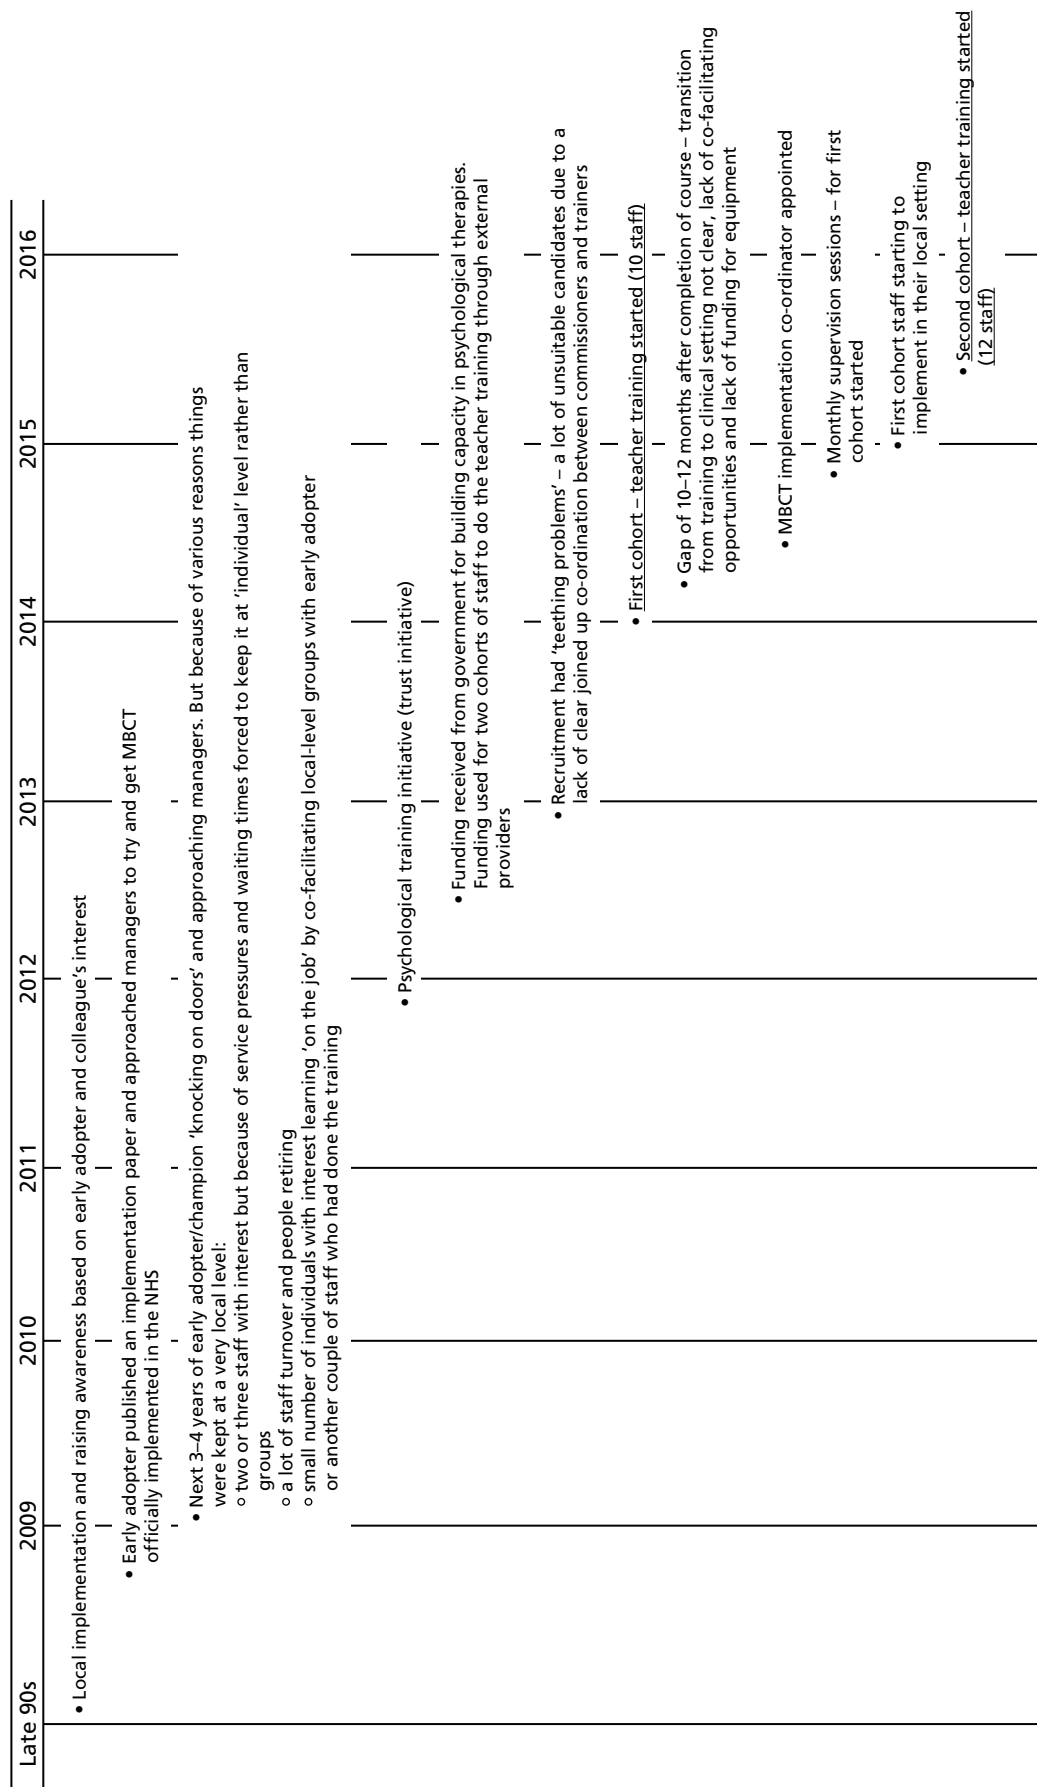 Late 90s
2009
2010
2011
2012
2013
2014
2015
2016
• Local implementation and raising awareness based on early adopter and colleague's interest
• Early adopter published an implementation paper and approached managers to try and get MBCT
officially implemented in the NHS
• Next 3–4 years of early adopter/champion 'knocking on doors' and approaching managers. But because of various reasons things
were kept at a very local level:
○ two or three staff with interest but because of service pressures and waiting times forced to keep it at 'individual' level rather than
groups
○ a lot of staff turnover and people retiring
○ small number of individuals with interest learning 'on the job' by co-facilitating local-level groups with early adopter
or another couple of staff who had done the training
• Psychological training initiative (trust initiative)
• Funding received from government for building capacity in psychological therapies.
Funding used for two cohorts of staff to do the teacher training through external
providers
• Recruitment had 'teething problems' – a lot of unsuitable candidates due to a
lack of clear joined up co-ordination between commissioners and trainers
• First cohort – teacher training started (10 staff)
• Gap of 10–12 months after completion of course – transition
from training to clinical setting not clear, lack of co-facilitating
opportunities and lack of funding for equipment
• MBCT implementation co-ordinator appointed
• Monthly supervision sessions – for first
cohort started
• First cohort staff starting to
implement in their local setting
• Second cohort – teacher training started
(12 staff)